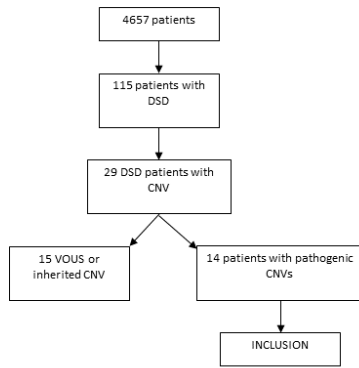 4657 patients
115 patients with
DSD
29 DSD patients with
CNV
15 VOUS or
inherited CNV
14 patients with pathogenic
CNVs
INCLUSION